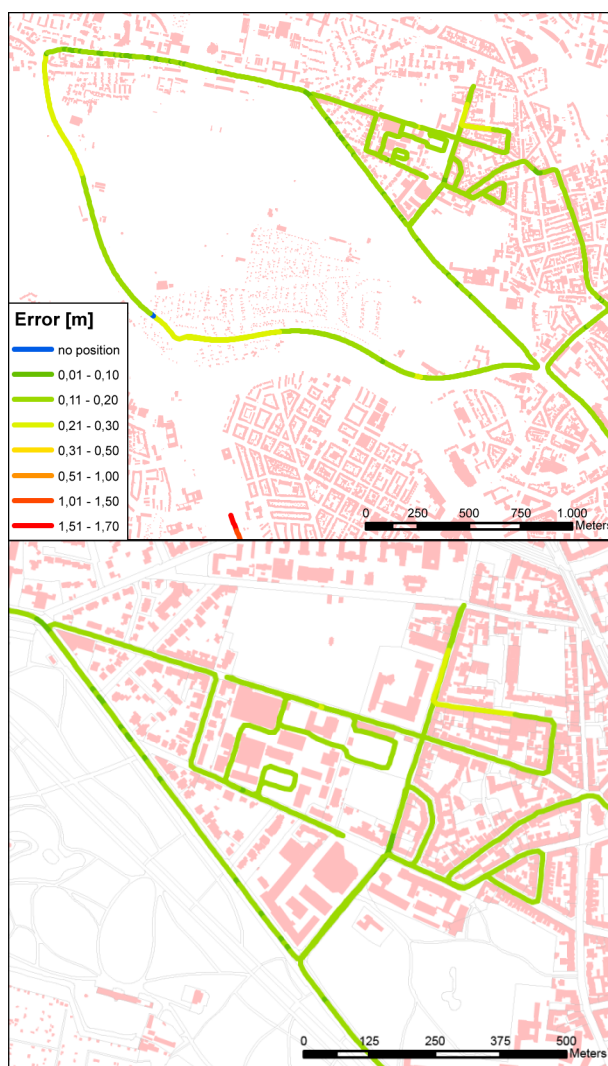 Error [m]
no position
0,01 - 0,10
0,11 - 0,20
0,21 - 0,30
0,31 - 0,50
0,51 - 1,00
1,01 - 1,50
1,51 - 1,70
0 250 500 750 1.000
Meters
0 125 250 375 500
Meters